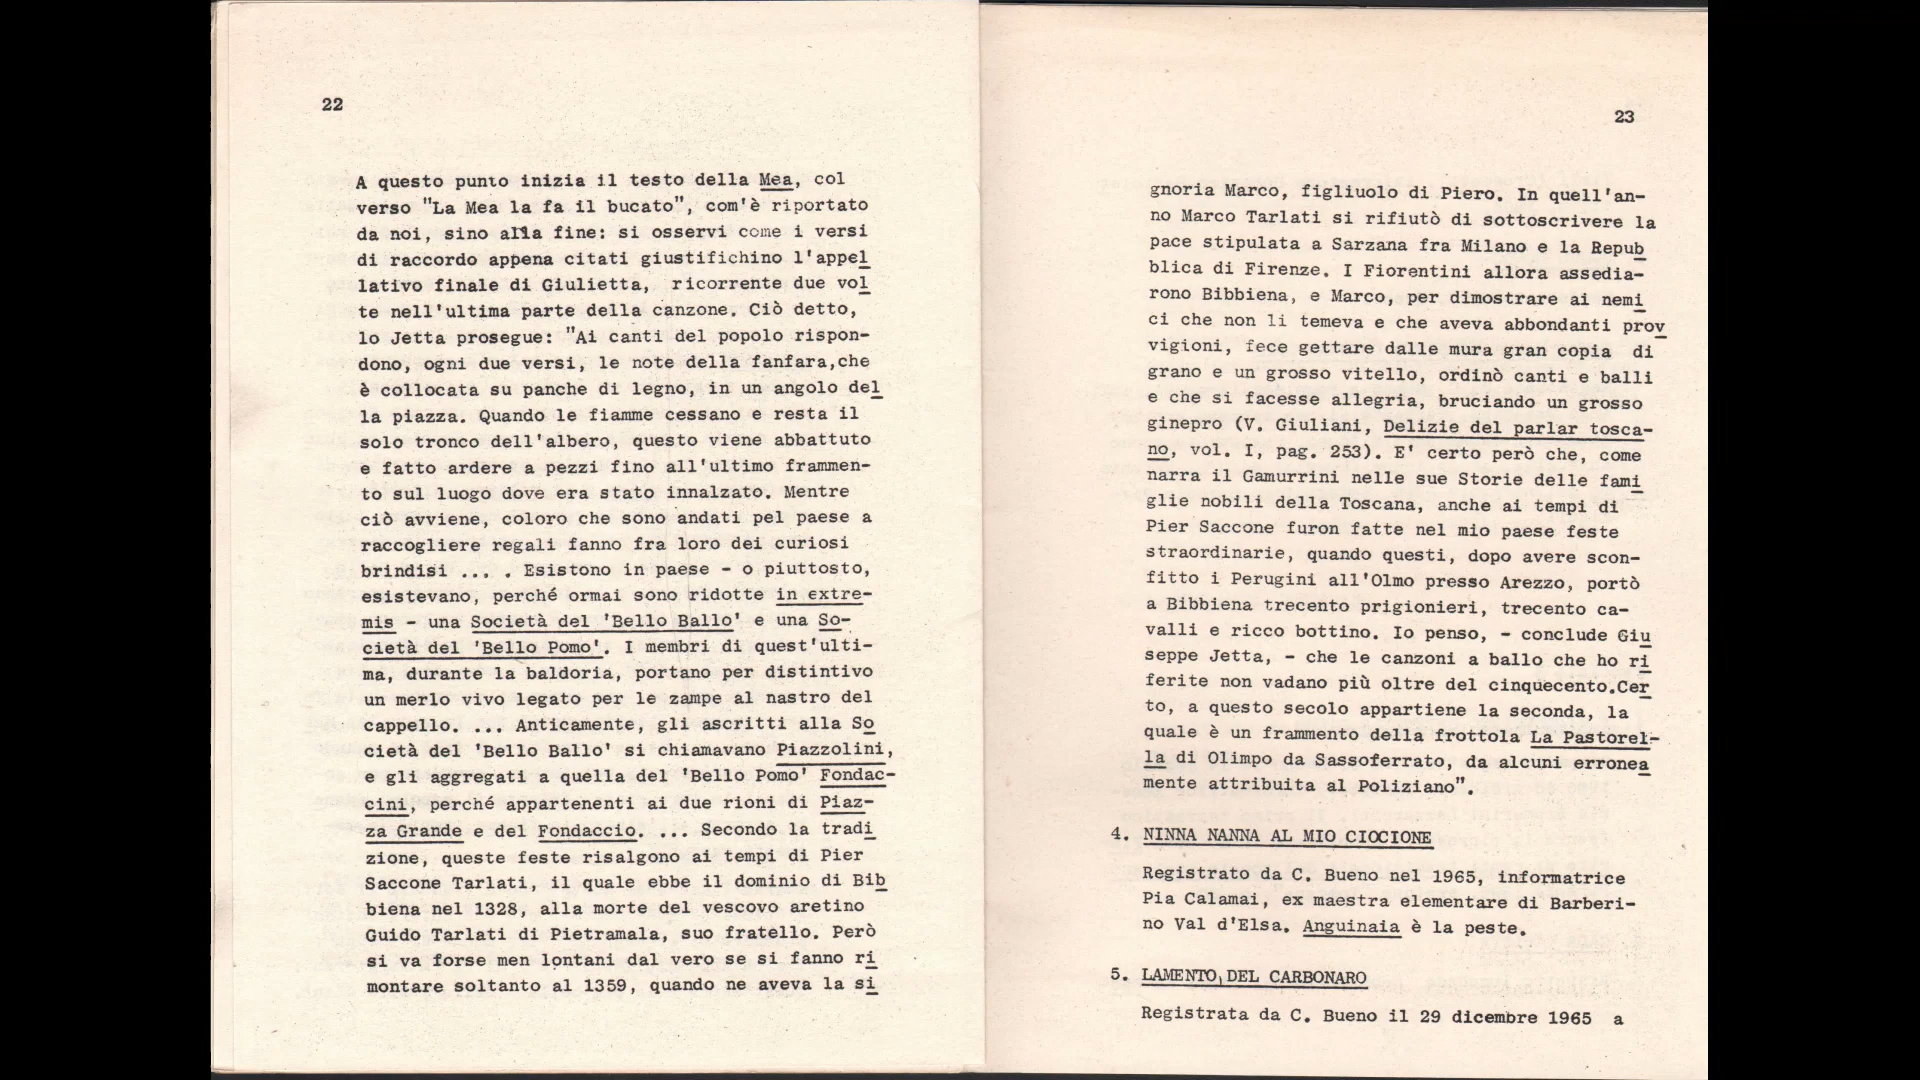 22
A questo punto inizia il testo della Mea, col
verso "La Mea la fa il bucato", com'è riportato
da noi, sino alla fine: si osservi come i versi
di raccordo appena citati giustifichino l'appel
lativo finale di Giulietta, ricorrente due vol
te nell'ultima parte della canzone. Ciò detto,
lo Jetta prosegue: "Ai canti del popolo rispon-
dono, ogni due versi, le note della fanfara,che
è collocata su panche di legno, in un angolo del
la piazza. Quando le fiamme cessano e resta il
solo tronco dell'albero, questo viene abbattuto
e fatto ardere a pezzi fino all'ultimo frammen-
to sul luogo dove era stato innalzato. Mentre
ciò avviene, coloro che sono andati pel paese a
raccogliere regali fanno fra loro dei curiosi
brindisi ... . Esistono in paese - o piuttosto,
esistevano, perché ormai sono ridotte in extre-
mis - una Società del 'Bello Ballo' e una So-
cietà del 'Bello Pomo'. I membri di quest'ulti-
ma, durante la baldoria, portano per distintivo
un merlo vivo legato per le zampe al nastro del
cappello. ... Anticamente, gli ascritti alla So
cietà del 'Bello Ballo' si chiamavano Piazzolini,
e gli aggregati a quella del 'Bello Pomo' Fondac-
cini, perché appartenenti ai due rioni di Piaz-
za Grande e del Fondaccio. ... Secondo la tradi
zione, queste feste risalgono ai tempi di Pier
Saccone Tarlati, il quale ebbe il dominio di Bib
biena nel 1328, alla morte del vescovo aretino
Guido Tarlati di Pietramala, suo fratello. Però
si va forse men lontani dal vero se si fanno ri
montare soltanto al 1359, quando ne aveva la si
23
gnoria Marco, figliuolo di Piero. In quell'an-
no Marco Tarlati si rifiutò di sottoscrivere la
pace stipulata a Sarzana fra Milano e la Repub
blica di Firenze. I Fiorentini allora assedia-
rono Bibbiena, e Marco, per dimostrare ai nemi
ci che non li temeva e che aveva abbondanti prov
vigioni, fece gettare dalle mura gran copia di
grano e un grosso vitello, ordinò canti e balli
e che si facesse allegria, bruciando un grosso
ginepro (V. Giuliani, Delizie del parlar tosca-
no, vol. I, pag. 253). E' certo però che, come
narra il Gamurrini nelle sue Storie delle fami
glie nobili della Toscana, anche ai tempi di
Pier Saccone furon fatte nel mio paese feste
straordinarie, quando questi, dopo avere scon-
fitto i Perugini all'Olmo presso Arezzo, portò
a Bibbiena trecento prigionieri, trecento ca-
valli e ricco bottino. Io penso, - conclude Giu
seppe Jetta, - che le canzoni a ballo che ho ri
ferite non vadano più oltre del cinquecento.Cer
to, a questo secolo appartiene la seconda, la
quale è un frammento della frottola La Pastorel-
la di Olimpo da Sassoferrato, da alcuni erronea
mente attribuita al Poliziano".
4. NINNA NANNA AL MIO CIOCIONE
Registrato da C. Bueno nel 1965, informatrice
Pia Calamai, ex maestra elementare di Barberi-
no Val d'Elsa. Anguinaia è la peste.
5. LAMENTO DEL CARBONARO
Registrata da C. Bueno il 29 dicembre 1965 a